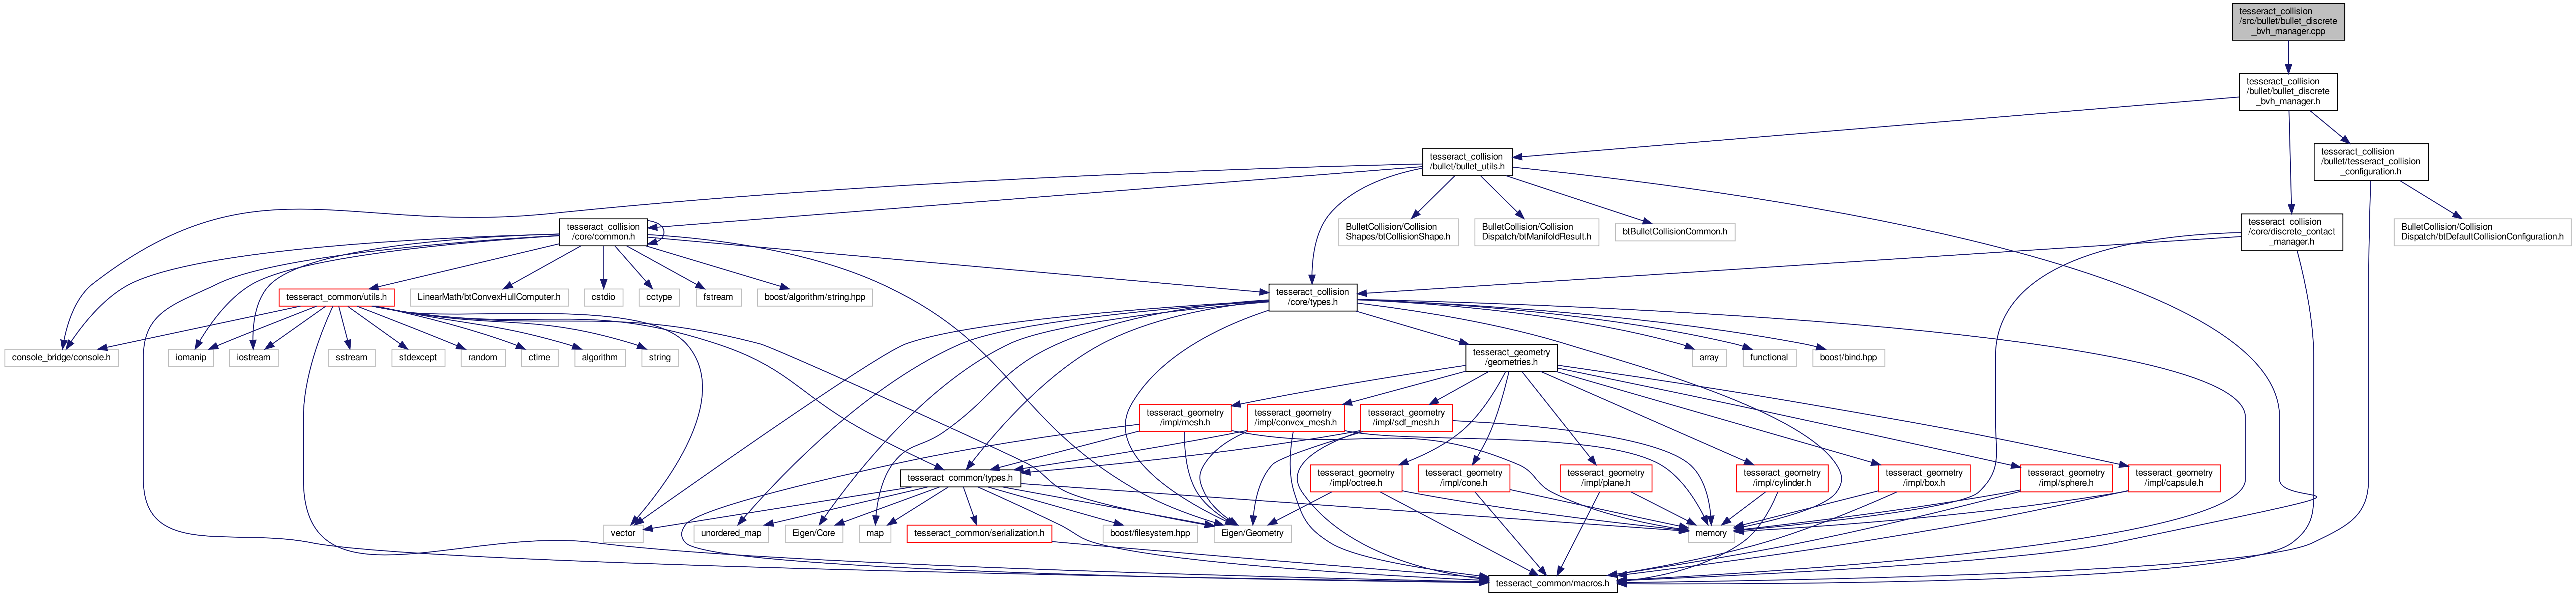 tesseract_collision
/src/bullet/bullet_discrete
_bvh_manager.cpp
tesseract_collision
/bullet/bullet_discrete
_bvh_manager.h
tesseract_collision
/bullet/bullet_utils.h
tesseract_collision
/bullet/tesseract_collision
_configuration.h
tesseract_collision
/core/common.h
BulletCollision/Collision
Shapes/btCollisionShape.h
BulletCollision/Collision
Dispatch/btManifoldResult.h
btBulletCollisionCommon.h
tesseract_collision
/core/discrete_contact
_manager.h
BulletCollision/Collision
Dispatch/btDefaultCollisionConfiguration.h
tesseract_common/utils.h
LinearMath/btConvexHullComputer.h
cstdio
cctype
fstream
boost/algorithm/string.hpp
tesseract_collision
/core/types.h
console_bridge/console.h
iomanip
iostream
sstream
stdexcept
random
ctime
algorithm
string
tesseract_geometry
/geometries.h
array
functional
boost/bind.hpp
tesseract_geometry
/impl/mesh.h
tesseract_geometry
/impl/convex_mesh.h
tesseract_geometry
/impl/sdf_mesh.h
tesseract_common/types.h
tesseract_geometry
/impl/octree.h
tesseract_geometry
/impl/cone.h
tesseract_geometry
/impl/plane.h
tesseract_geometry
/impl/cylinder.h
tesseract_geometry
/impl/box.h
tesseract_geometry
/impl/sphere.h
tesseract_geometry
/impl/capsule.h
vector
unordered_map
Eigen/Core
map
tesseract_common/serialization.h
boost/filesystem.hpp
Eigen/Geometry
memory
tesseract_common/macros.h